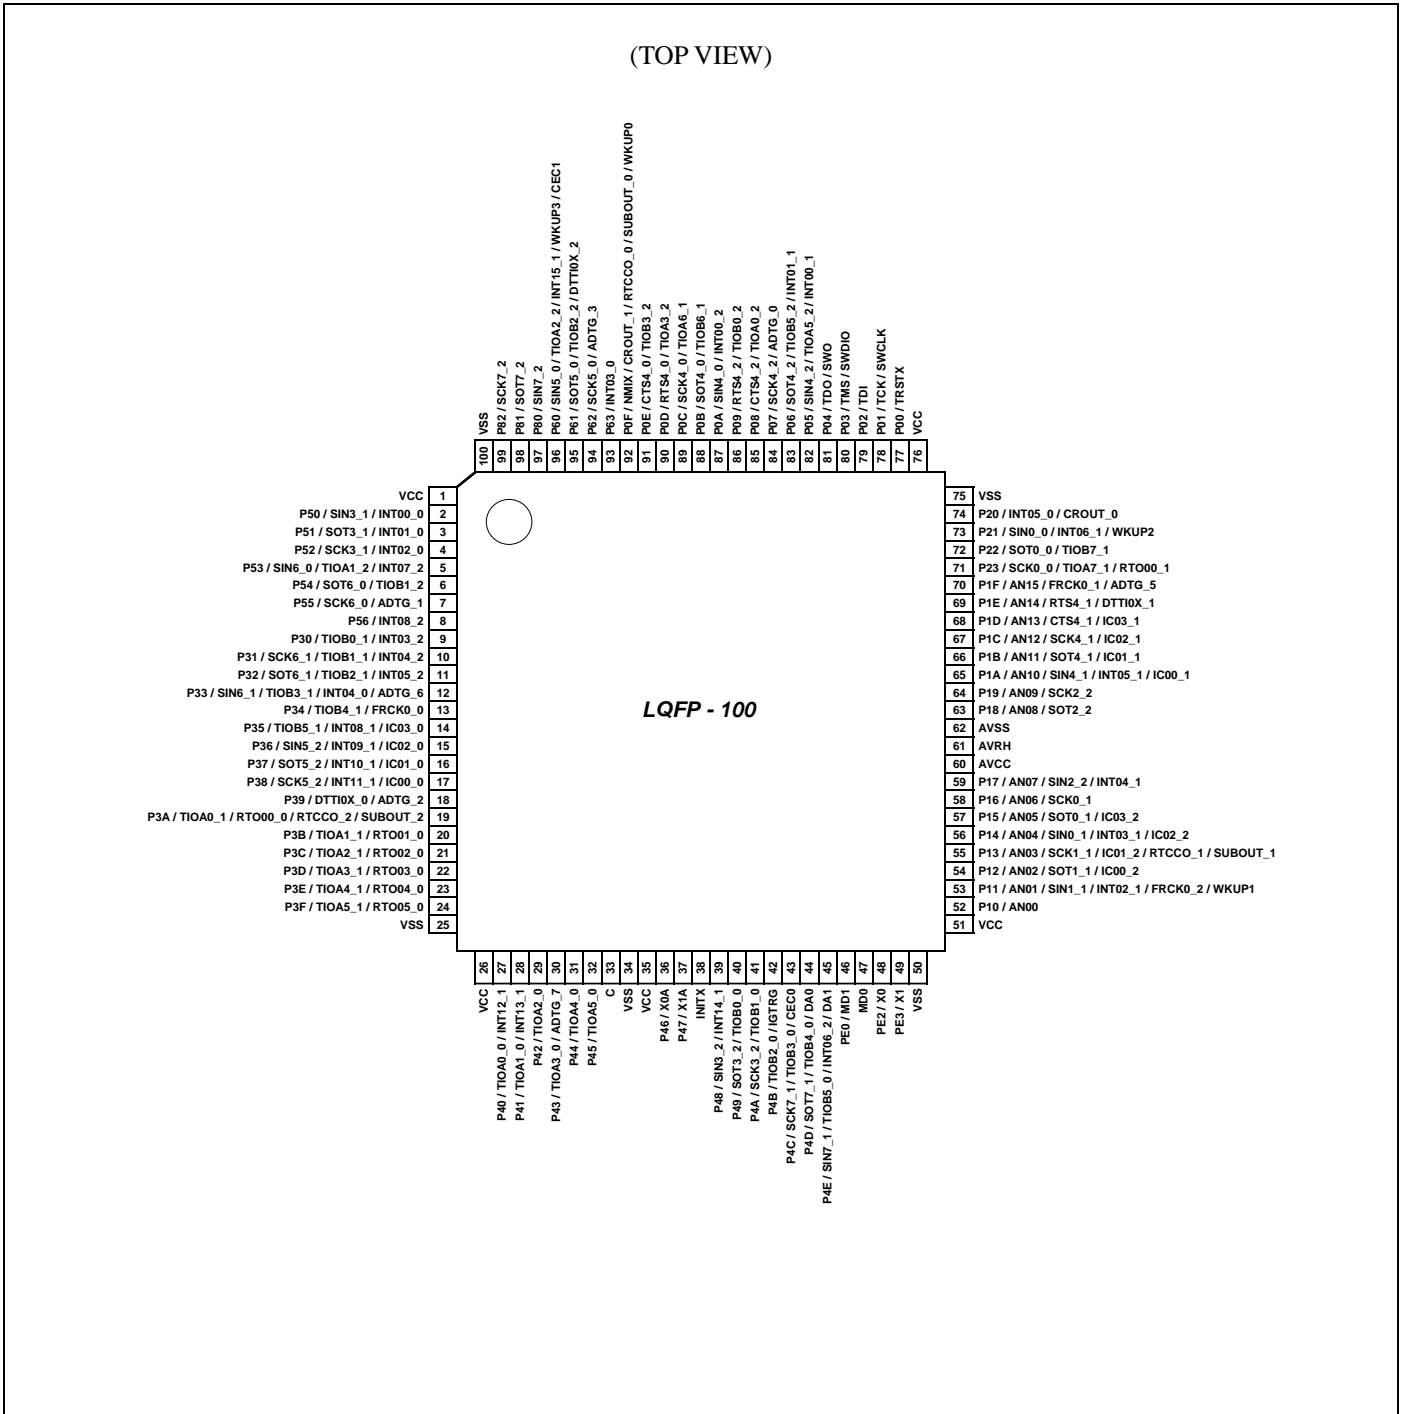 (TOP VIEW)
VSS
P82 / SCK7_2
P81 / SOT7_2
P80 / SIN7_2
P60 / SIN5_0 / TIOA2_2 / INT15_1 / WKUP3 / CEC1
P61 / SOT5_0 / TIOB2_2 / DTTI0X_2
P62 / SCK5_0 / ADTG_3
P63 / INT03_0
P0F / NMIX / CROUT_1 / RTCCO_0 / SUBOUT_0 / WKUP0
P0E / CTS4_0 / TIOB3_2
P0D / RTS4_0 / TIOA3_2
P0C / SCK4_0 / TIOA6_1
P0B / SOT4_0 / TIOB6_1
P0A / SIN4_0 / INT00_2
P09 / RTS4_2 / TIOB0_2
P08 / CTS4_2 / TIOA0_2
P07 / SCK4_2 / ADTG_0
P06 / SOT4_2 / TIOB5_2 / INT01_1
P05 / SIN4_2 / TIOA5_2 / INT00_1
P04 / TDO / SWO
P03 / TMS / SWDIO
P02 / TDI
P01 / TCK / SWCLK
P00 / TRSTX
VCC
100 99 98 97 96 95 94 93 92 91 90 89 88 87 86 85 84 83 82 81 80 79 78 77 76
VCC 1
P50 / SIN3_1 / INT00_0 2
P51 / SOT3_1 / INT01_0 3
P52 / SCK3_1 / INT02_0 4
P53 / SIN6_0 / TIOA1_2 / INT07_2 5
P54 / SOT6_0 / TIOB1_2 6
P55 / SCK6_0 / ADTG_1 7
P56 / INT08_2 8
P30 / TIOB0_1 / INT03_2 9
P31 / SCK6_1 / TIOB1_1 / INT04_2 10
P32 / SOT6_1 / TIOB2_1 / INT05_2 11
P33 / SIN6_1 / TIOB3_1 / INT04_0 / ADTG_6 12
P34 / TIOB4_1 / FRCK0_0 13
P35 / TIOB5_1 / INT08_1 / IC03_0 14
P36 / SIN5_2 / INT09_1 / IC02_0 15
P37 / SOT5_2 / INT10_1 / IC01_0 16
P38 / SCK5_2 / INT11_1 / IC00_0 17
P39 / DTTI0X_0 / ADTG_2 18
P3A / TIOA0_1 / RTO00_0 / RTCCO_2 / SUBOUT_2 19
P3B / TIOA1_1 / RTO01_0 20
P3C / TIOA2_1 / RTO02_0 21
P3D / TIOA3_1 / RTO03_0 22
P3E / TIOA4_1 / RTO04_0 23
P3F / TIOA5_1 / RTO05_0 24
VSS 25
LQFP - 100
75 VSS
74 P20 / INT05_0 / CROUT_0
73 P21 / SIN0_0 / INT06_1 / WKUP2
72 P22 / SOT0_0 / TIOB7_1
71 P23 / SCK0_0 / TIOA7_1 / RTO00_1
70 P1F / AN15 / FRCK0_1 / ADTG_5
69 P1E / AN14 / RTS4_1 / DTTI0X_1
68 P1D / AN13 / CTS4_1 / IC03_1
67 P1C / AN12 / SCK4_1 / IC02_1
66 P1B / AN11 / SOT4_1 / IC01_1
65 P1A / AN10 / SIN4_1 / INT05_1 / IC00_1
64 P19 / AN09 / SCK2_2
63 P18 / AN08 / SOT2_2
62 AVSS
61 AVRH
60 AVCC
59 P17 / AN07 / SIN2_2 / INT04_1
58 P16 / AN06 / SCK0_1
57 P15 / AN05 / SOT0_1 / IC03_2
56 P14 / AN04 / SIN0_1 / INT03_1 / IC02_2
55 P13 / AN03 / SCK1_1 / IC01_2 / RTCCO_1 / SUBOUT_1
54 P12 / AN02 / SOT1_1 / IC00_2
53 P11 / AN01 / SIN1_1 / INT02_1 / FRCK0_2 / WKUP1
52 P10 / AN00
51 VCC
26 27 28 29 30 31 32 33 34 35 36 37 38 39 40 41 42 43 44 45 46 47 48 49 50
VCC
P40 / TIOA0_0 / INT12_1
P41 / TIOA1_0 / INT13_1
P42 / TIOA2_0
P43 / TIOA3_0 / ADTG_7
P44 / TIOA4_0
P45 / TIOA5_0
C
VSS
VCC
P46 / X0A
P47 / X1A
INITX
P48 / SIN3_2 / INT14_1
P49 / SOT3_2 / TIOB0_0
P4A / SCK3_2 / TIOB1_0
P4B / TIOB2_0 / IGTRG
P4C / SCK7_1 / TIOB3_0 / CEC0
P4D / SOT7_1 / TIOB4_0 / DA0
P4E / SIN7_1 / TIOB5_0 / INT06_2 / DA1
PE0 / MD1
MD0
PE2 / X0
PE3 / X1
VSS